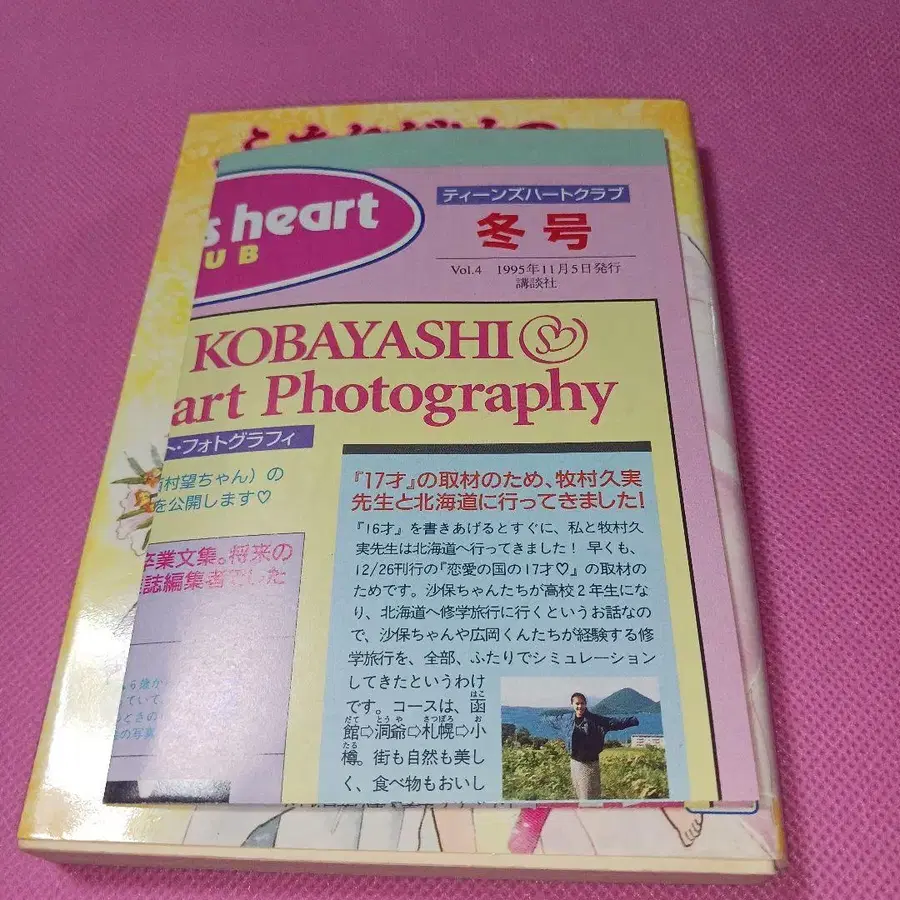 s heart
UB
ティーンズハートクラブ
冬号
Vol.4 1995年11月5日発行
講談社
KOBAYASHI
art Photography
ト・フォトグラフィ
村望ちゃん)の
を公開します♡
卒業文集。将来の
誌編集者でした
『17才』の取材のため、牧村久実
先生と北海道に行ってきました!
『16才』を書きあげるとすぐに、私と牧村久
実先生は北海道へ行ってきました! 早くも、
12/26刊行の『恋愛の国の17才♡』の取材の
ためです。沙保ちゃんたちが高校2年生にな
り、北海道へ修学旅行に行くというお話なの
で、沙保ちゃんや広岡くんたちが経験する修
学旅行を、全部、ふたりでシミュレーション
してきたというわけ
です。コースは、函
館⇨洞爺⇨札幌⇨小
樽。街も自然も美し
く、食べ物もおいし